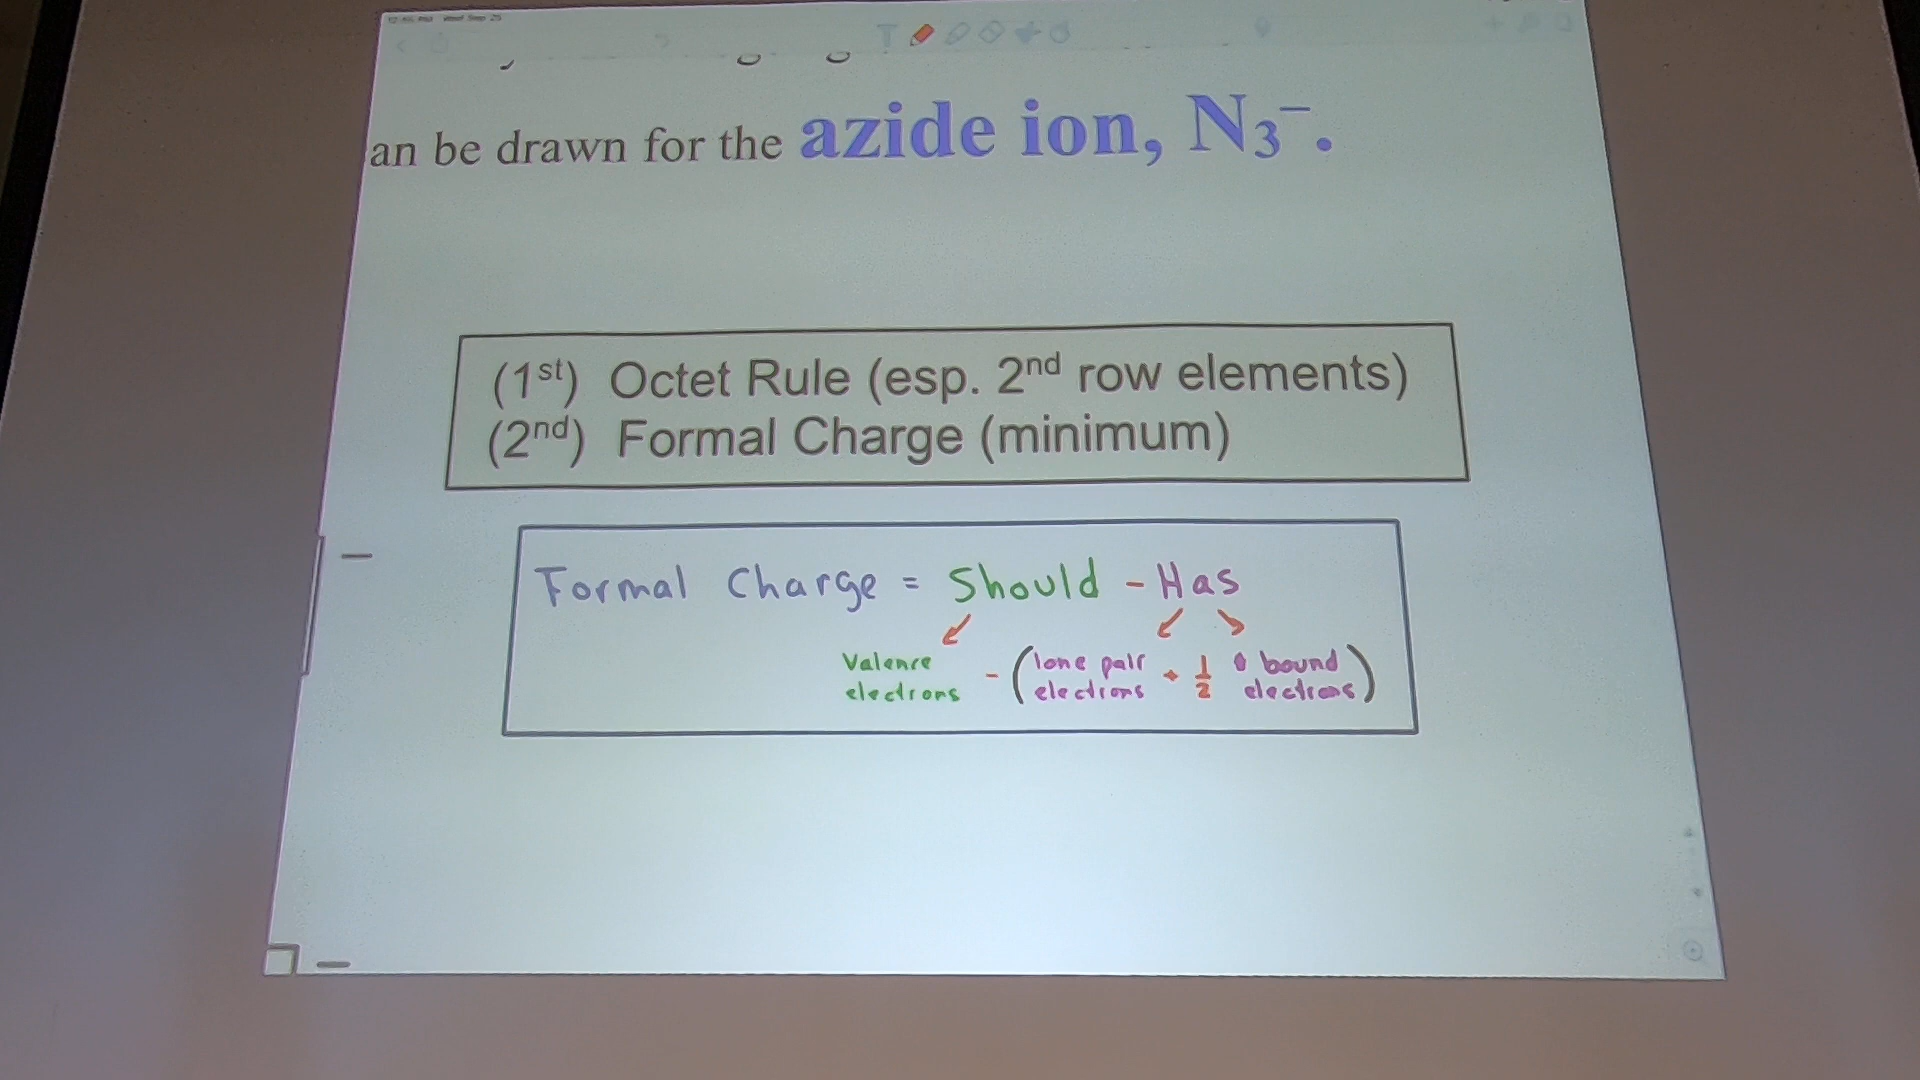 an be drawn for the azide ion, N₃⁻.
(1ˢᵗ) Octet Rule (esp. 2ⁿᵈ row elements)
(2ⁿᵈ) Formal Charge (minimum)
Formal Charge = Should - Has
Valence electrons - (lone pair electrons + 1/2 bound electrons)